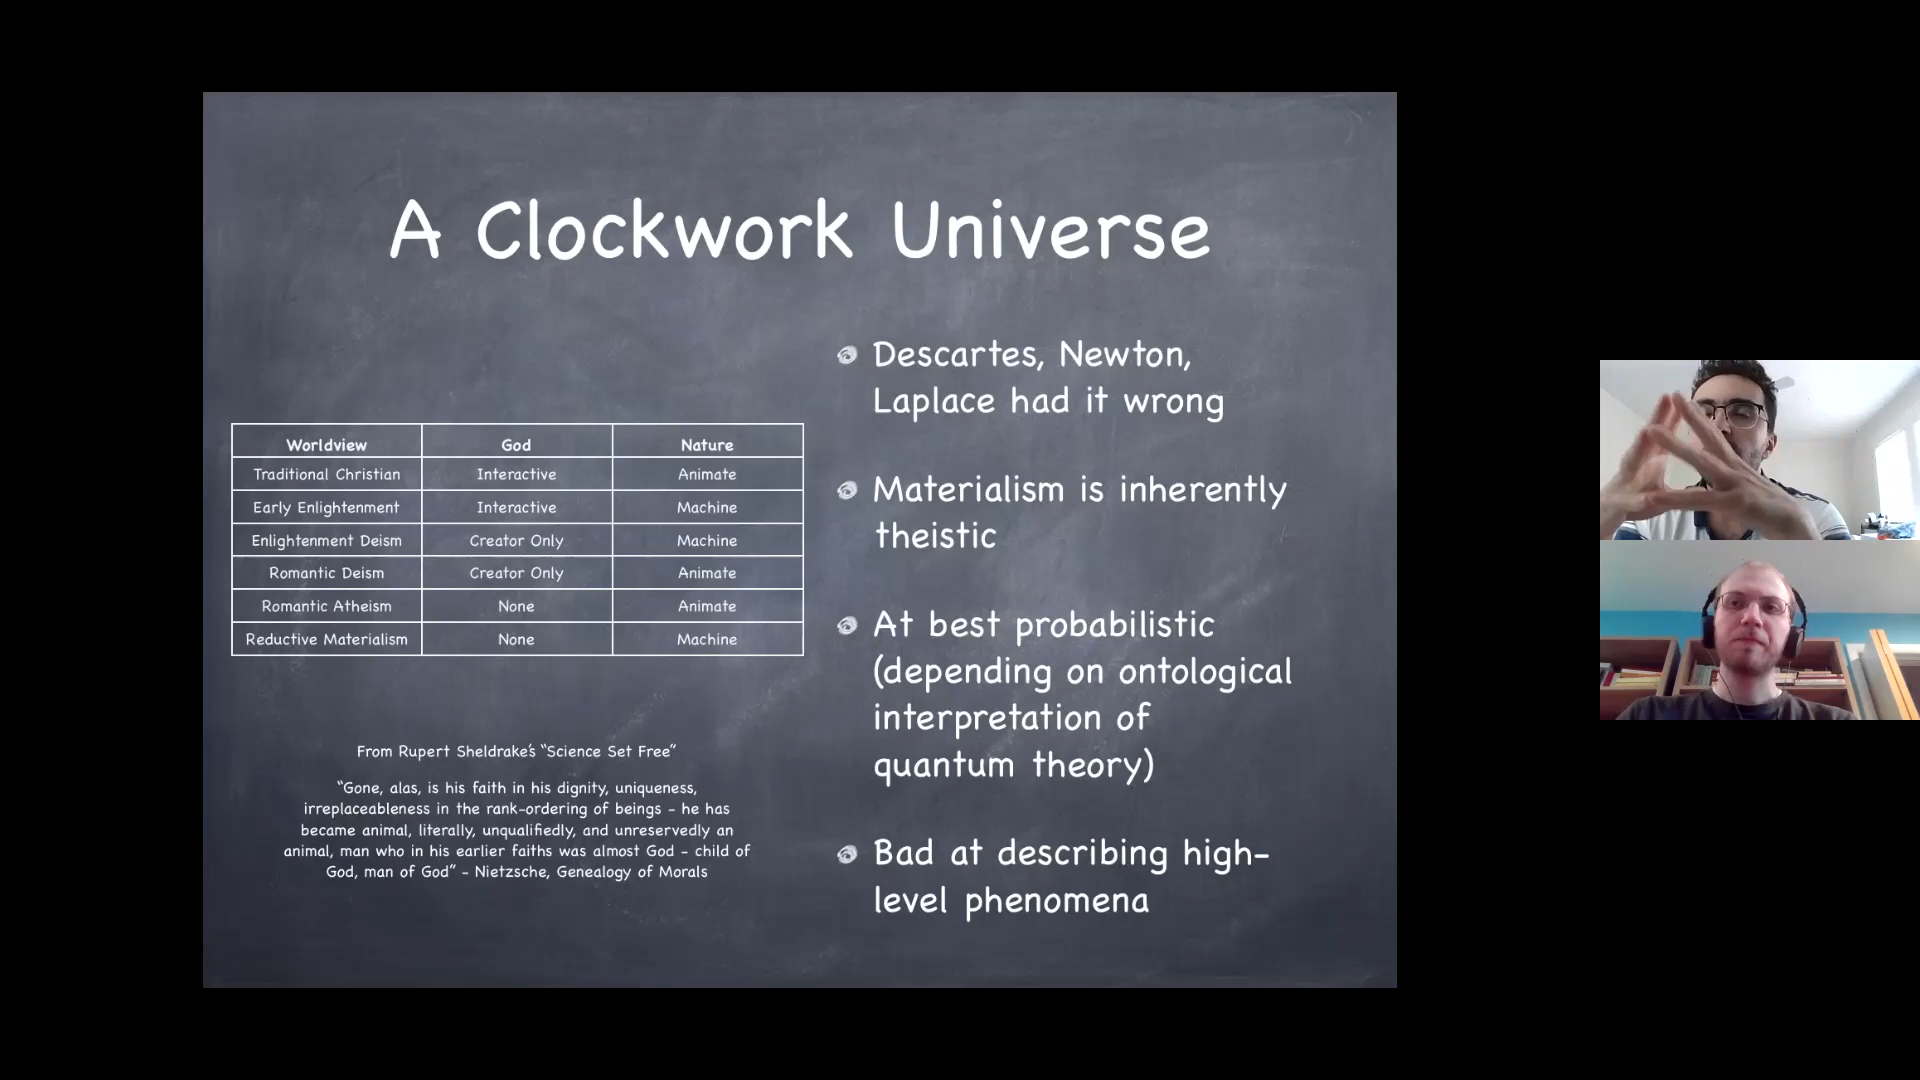 A Clockwork Universe
Worldview God Nature
Traditional Christian Interactive Animate
Early Enlightenment Interactive Machine
Enlightenment Deism Creator Only Machine
Romantic Deism Creator Only Animate
Romantic Atheism None Animate
Reductive Materialism None Machine
From Rupert Sheldrake's “Science Set Free”
“Gone, alas, is his faith in his dignity, uniqueness,
irreplaceableness in the rank-ordering of beings - he has
became animal, literally, unqualifiedly, and unreservedly an
animal, man who in his earlier faiths was almost God - child of
God, man of God” - Nietzsche, Genealogy of Morals
Descartes, Newton,
Laplace had it wrong
Materialism is inherently
theistic
At best probabilistic
(depending on ontological
interpretation of
quantum theory)
Bad at describing high-
level phenomena